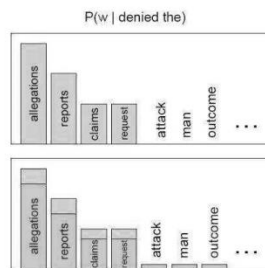 P(w | denied the)
allegations
reports
claims
request
attack
man
outcome
...
allegations
reports
claims
request
attack
man
outcome
...